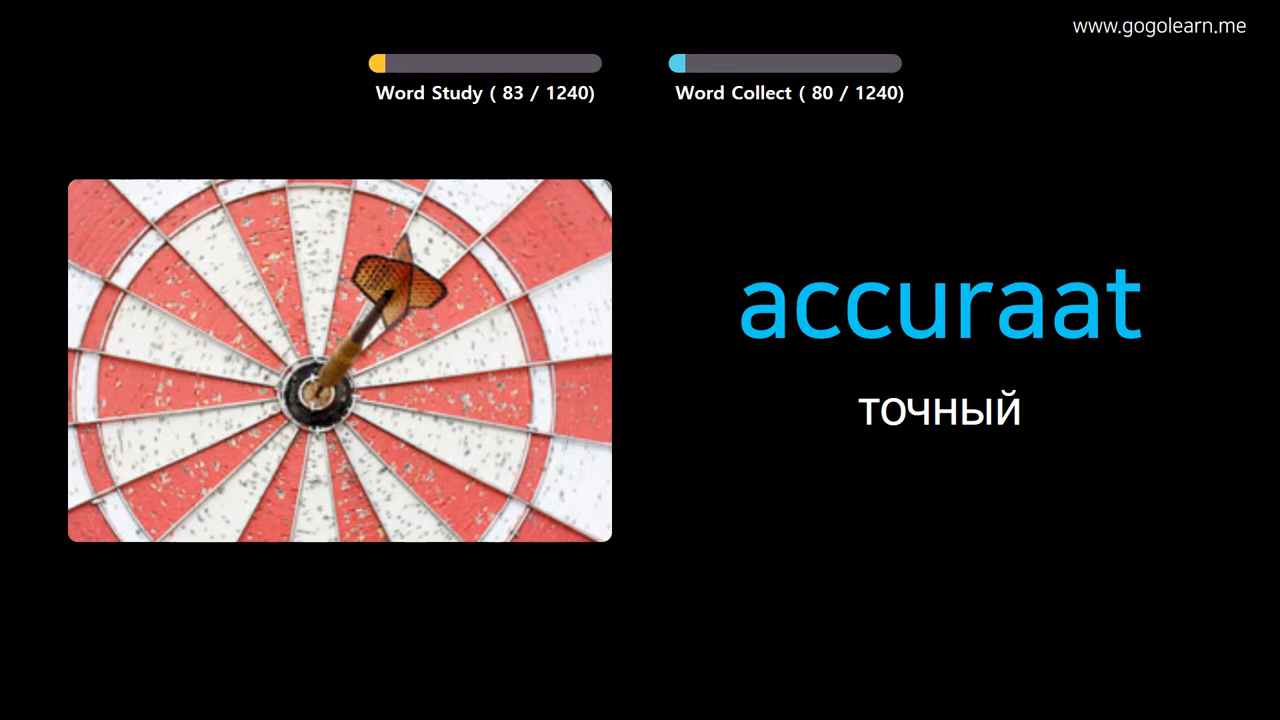 www.gogolearn.me
Word Study ( 83 / 1240)
Word Collect ( 80 / 1240)
accuraat
точный